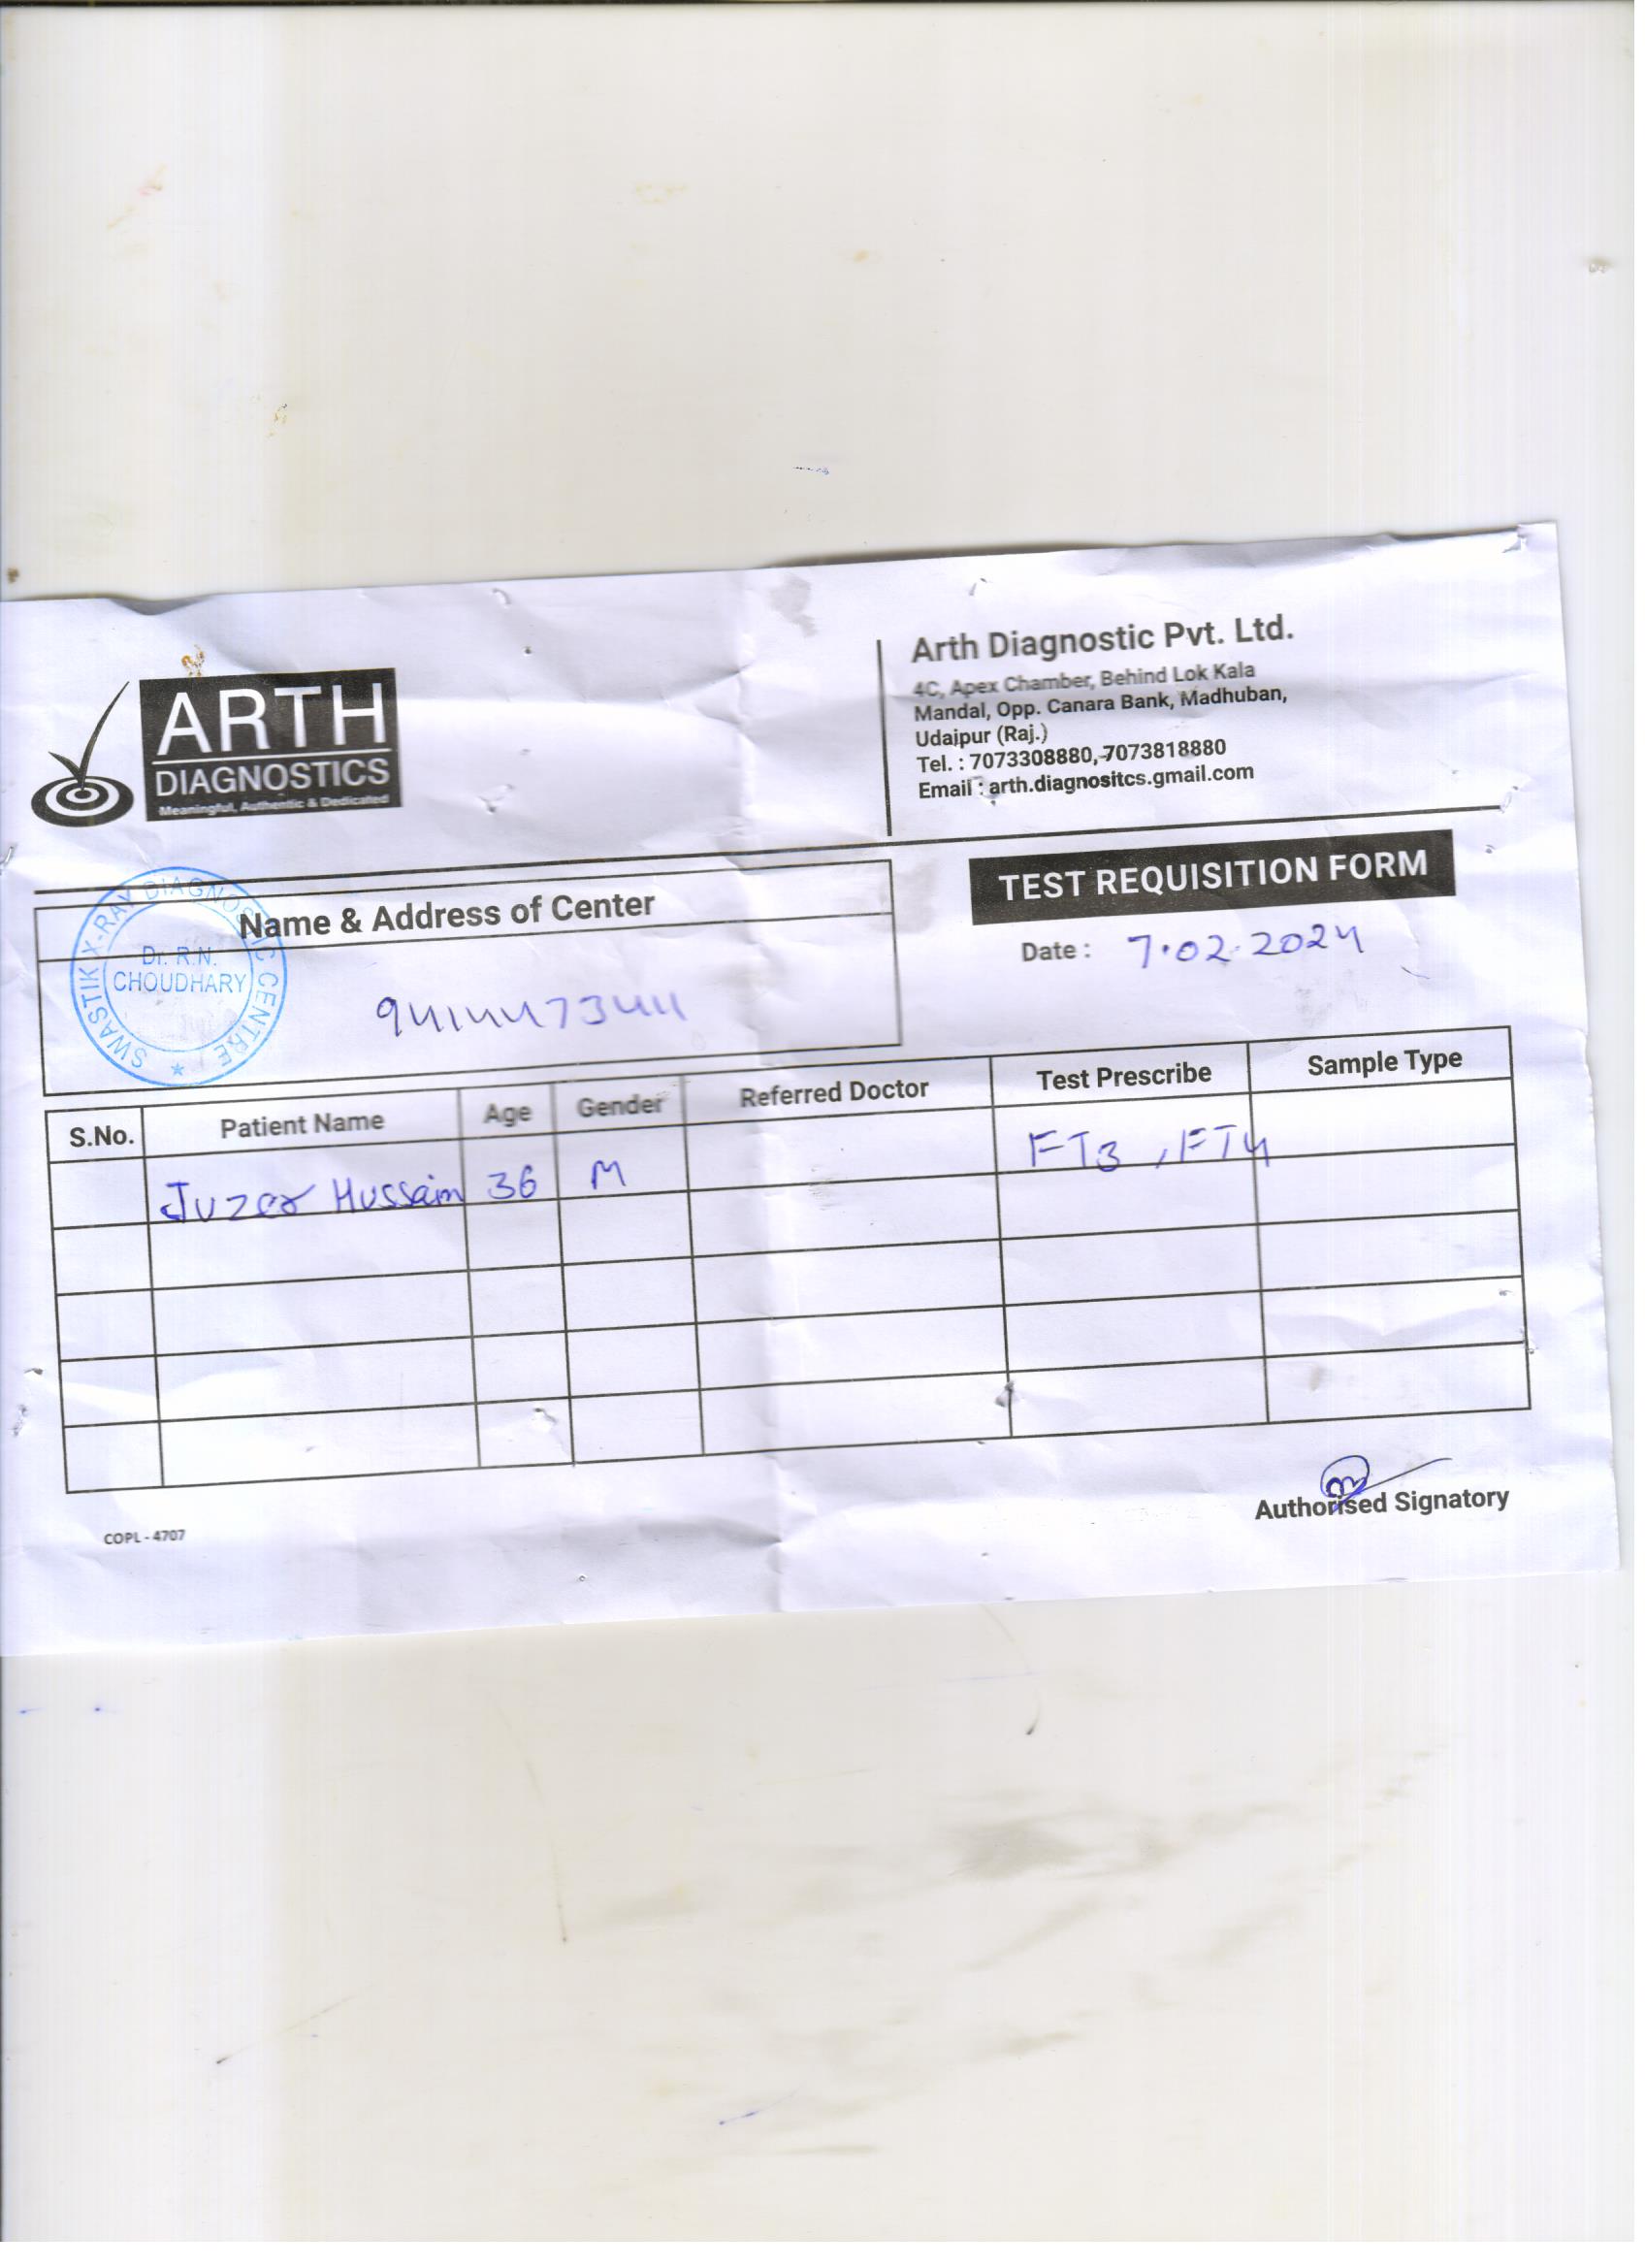 ARTH
DIAGNOSTICS
Meaningful, Authentic & Dedicated
Arth Diagnostic Pvt. Ltd.
4C, Apex Chamber, Behind Lok Kala
Mandal, Opp. Canara Bank, Madhuban,
Udaipur (Raj.)
Tel. : 7073308880, 7073818880
Email : arth.diagnositcs.gmail.com
TEST REQUISITION FORM
Date : 7.02.2024
Name & Address of Center
SWASTIK X-RAY DIAGNOSTIC CENTRE
Dr. R.N.
CHOUDHARY
9414447344
S.No. Patient Name Age Gender Referred Doctor Test Prescribe Sample Type
Juzer Hussain 36 M FT3, FT4
Authorised Signatory
COPL - 4707